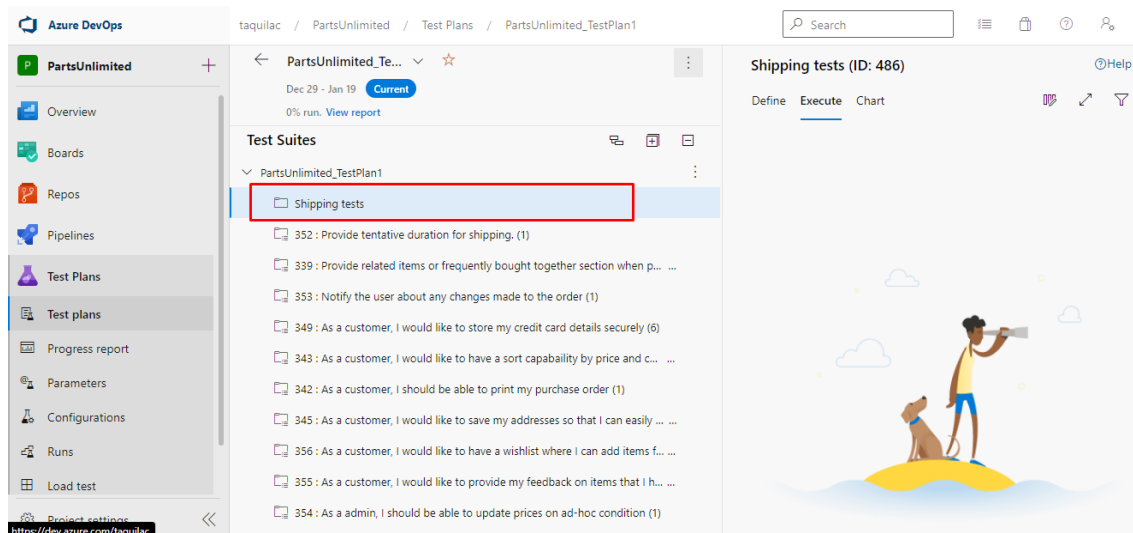 Azure DevOps
taquilac / PartsUnlimited / Test Plans / PartsUnlimited_TestPlan1
Search
P PartsUnlimited
Overview
Boards
Repos
Pipelines
Test Plans
Test plans
Progress report
Parameters
Configurations
Runs
Load test
Project settings
https://dev.azure.com/taquilac
PartsUnlimited_Te...
Dec 29 - Jan 19 Current
0% run. View report
Test Suites
PartsUnlimited_TestPlan1
Shipping tests
352 : Provide tentative duration for shipping. (1)
339 : Provide related items or frequently bought together section when p... ...
353 : Notify the user about any changes made to the order (1)
349 : As a customer, I would like to store my credit card details securely (6)
343 : As a customer, I would like to have a sort capabaility by price and c... ...
342 : As a customer, I should be able to print my purchase order (1)
345 : As a customer, I would like to save my addresses so that I can easily ... ...
356 : As a customer, I would like to have a wishlist where I can add items f... ...
355 : As a customer, I would like to provide my feedback on items that I h... ...
354 : As a admin, I should be able to update prices on ad-hoc condition (1)
Shipping tests (ID: 486)
Help
Define Execute Chart